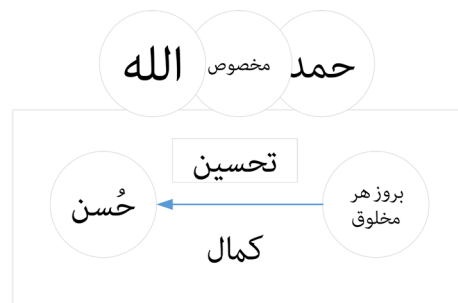 حمد مخصوص الله
تحسین
بروز هر
مخلوق
حُسن
کمال